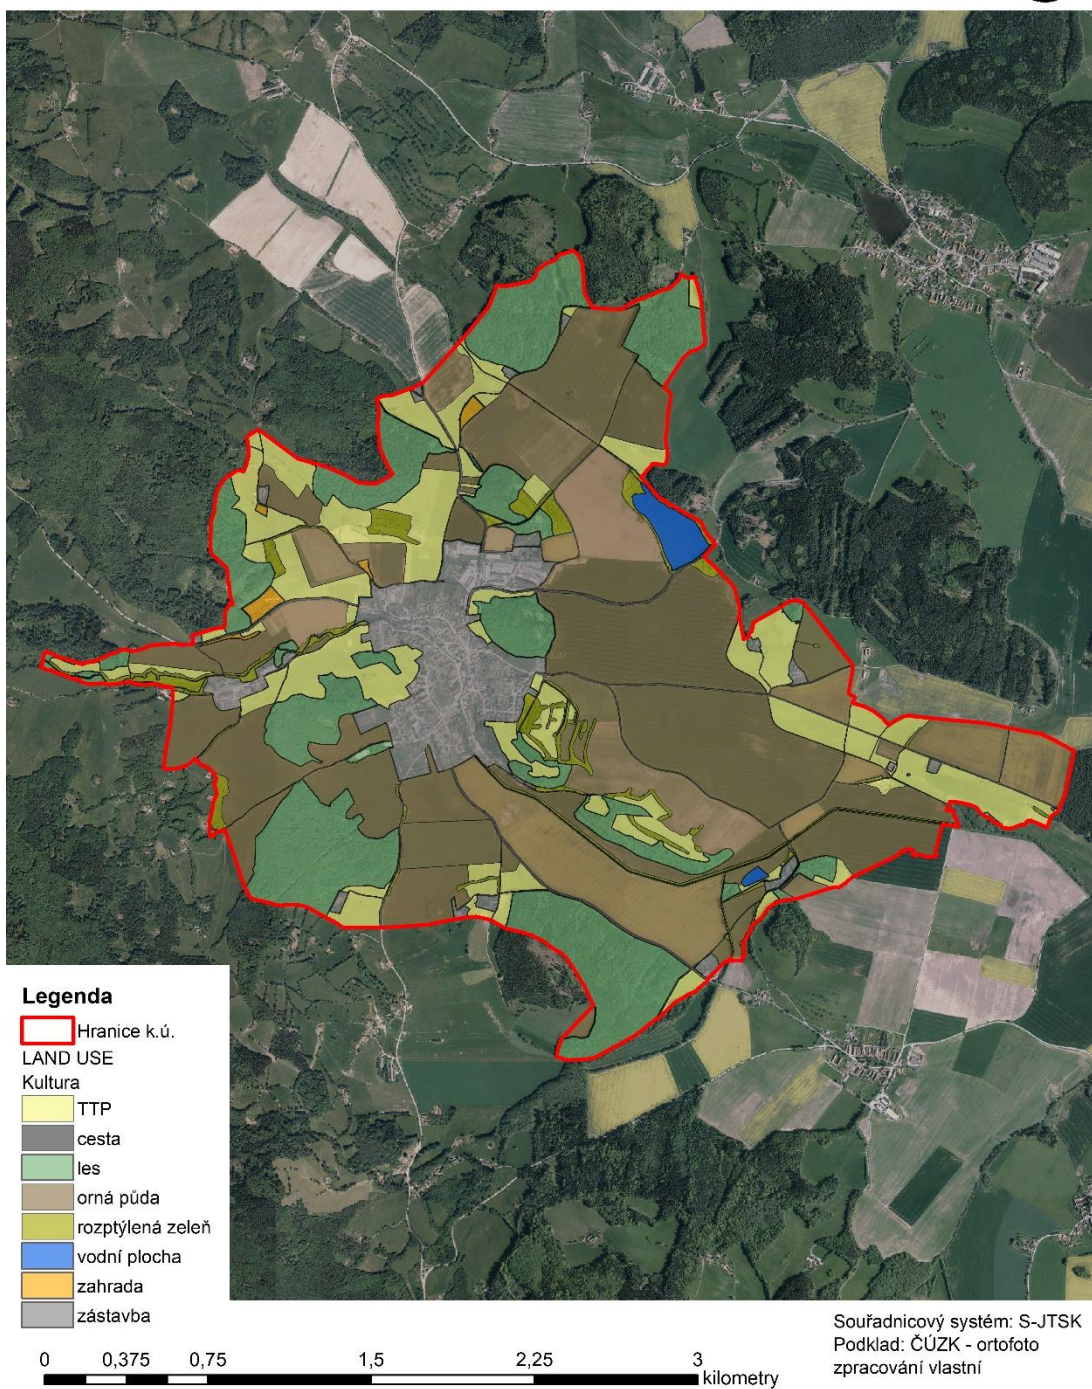 Legenda
Hranice k.ú.
LAND USE
Kultura
TTP
cesta
les
orná půda
rozptýlená zeleň
vodní plocha
zahrada
zástavba
0 0,375 0,75 1,5 2,25 3
kilometry
Souřadnicový systém: S-JTSK
Podklad: ČÚZK - ortofoto
zpracování vlastní